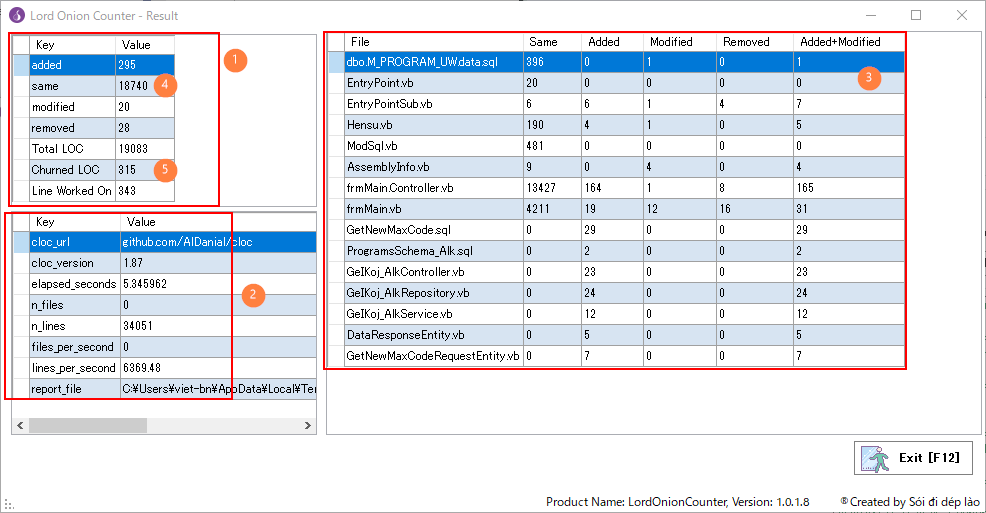 Lord Onion Counter - Result
Key Value
added 295
same 18740
modified 20
removed 28
Total LOC 19083
Churned LOC 315
Line Worked On 343
1
4
5
Key Value
cloc_url github.com/AlDanial/cloc
cloc_version 1.87
elapsed_seconds 5.345962
n_files 0
n_lines 34051
files_per_second 0
lines_per_second 6369.48
report_file C:¥Users¥viet-bn¥AppData¥Local¥Ter
2
File Same Added Modified Removed Added+Modified
dbo.M_PROGRAM_UW.data.sql 396 0 1 0 1
EntryPoint.vb 20 0 0 0 0
EntryPointSub.vb 6 6 1 4 7
Hensu.vb 190 4 1 0 5
ModSql.vb 481 0 0 0 0
AssemblyInfo.vb 9 0 4 0 4
frmMain.Controller.vb 13427 164 1 8 165
frmMain.vb 4211 19 12 16 31
GetNewMaxCode.sql 0 29 0 0 29
ProgramsSchema_Alk.sql 0 2 0 0 2
GeIKoj_AlkController.vb 0 23 0 0 23
GeIKoj_AlkRepository.vb 0 24 0 0 24
GeIKoj_AlkService.vb 0 12 0 0 12
DataResponseEntity.vb 0 5 0 0 5
GetNewMaxCodeRequestEntity.vb 0 7 0 0 7
3
Exit [F12]
Product Name: LordOnionCounter, Version: 1.0.1.8 ®Created by Sói đi dép lào